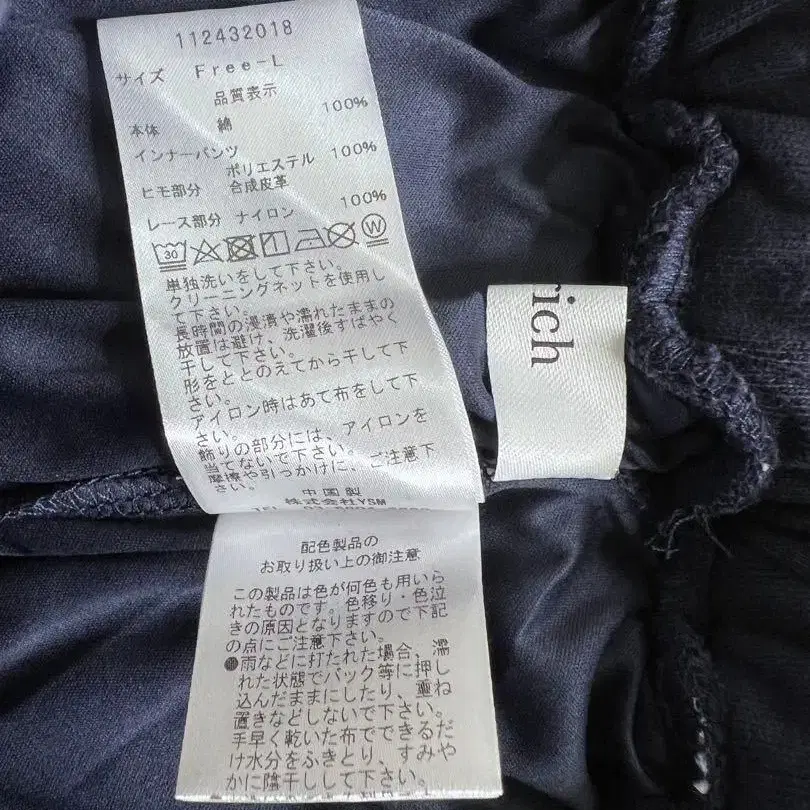 112432018
サイズ Free-L
品質表示
本体 綿 100%
インナーパンツ
ポリエステル 100%
ヒモ部分 合成皮革
レース部分 ナイロン 100%
30 W
単独洗いをして下さい。
クリーニングネットを使用し
て下さい。
長時間の浸漬や濡れたままの
放置は避け、洗濯後すばやく
干して下さい。
形をととのえてから干して下
さい。
アイロン時はあて布をして下
さい。
飾りの部分には、アイロンを
当てないで下さい。
摩擦や引っかけに、ご注意下
さい。
中国製
株式会社YSM
rich
配色製品の
お取り扱い上の御注意
この製品は色が何色も用いら
れたものです。色移り・色泣
きの原因となりますので下記
の点にご注意下さい。
●雨などに打たれた場合、濡
れた状態でバック等に押し
込んだままにしたり、重ね
置きなどしないで下さい。
手早く乾いた布でできるだ
け水分をふきとり、すみや
かに陰干しして下さい。